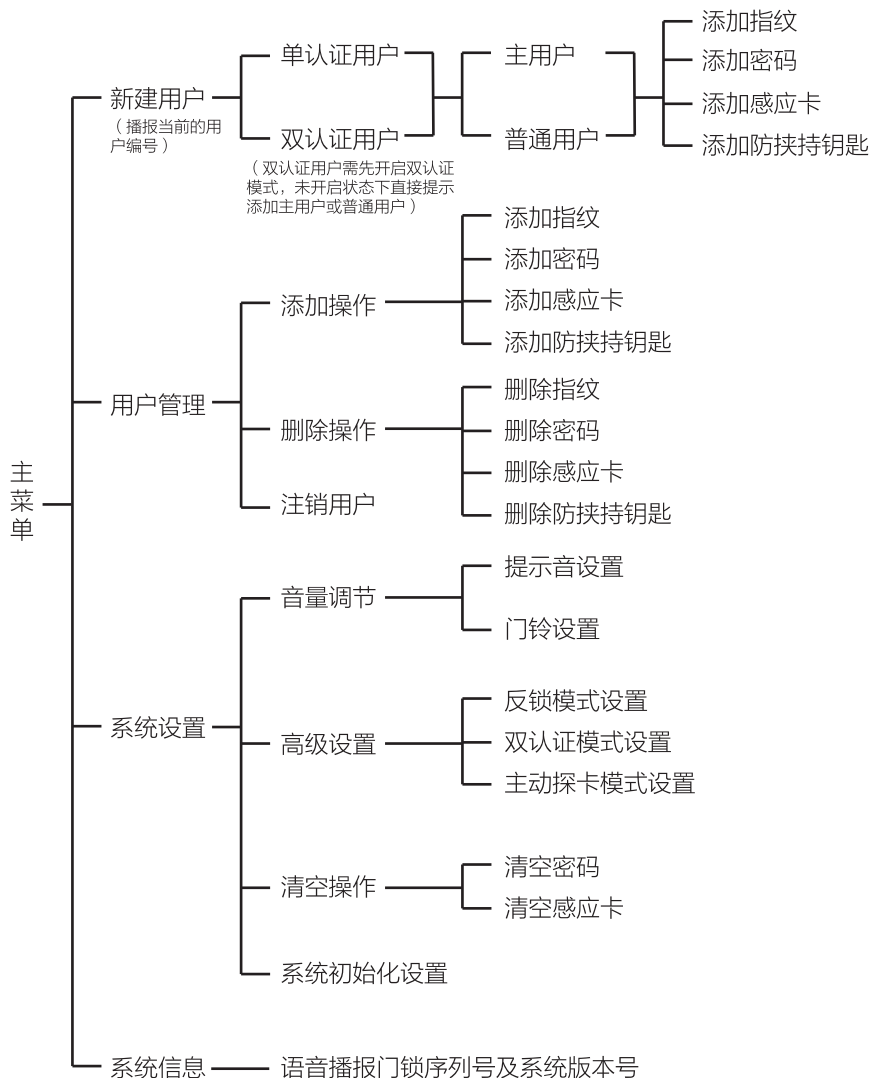 主菜单
新建用户
（播报当前的用
户编号）
单认证用户
双认证用户
（双认证用户需先开启双认证
模式，未开启状态下直接提示
添加主用户或普通用户）
主用户
普通用户
添加指纹
添加密码
添加感应卡
添加防挟持钥匙
用户管理
添加操作
添加指纹
添加密码
添加感应卡
添加防挟持钥匙
删除操作
删除指纹
删除密码
删除感应卡
删除防挟持钥匙
注销用户
系统设置
音量调节
提示音设置
门铃设置
高级设置
反锁模式设置
双认证模式设置
主动探卡模式设置
清空操作
清空密码
清空感应卡
系统初始化设置
系统信息
语音播报门锁序列号及系统版本号